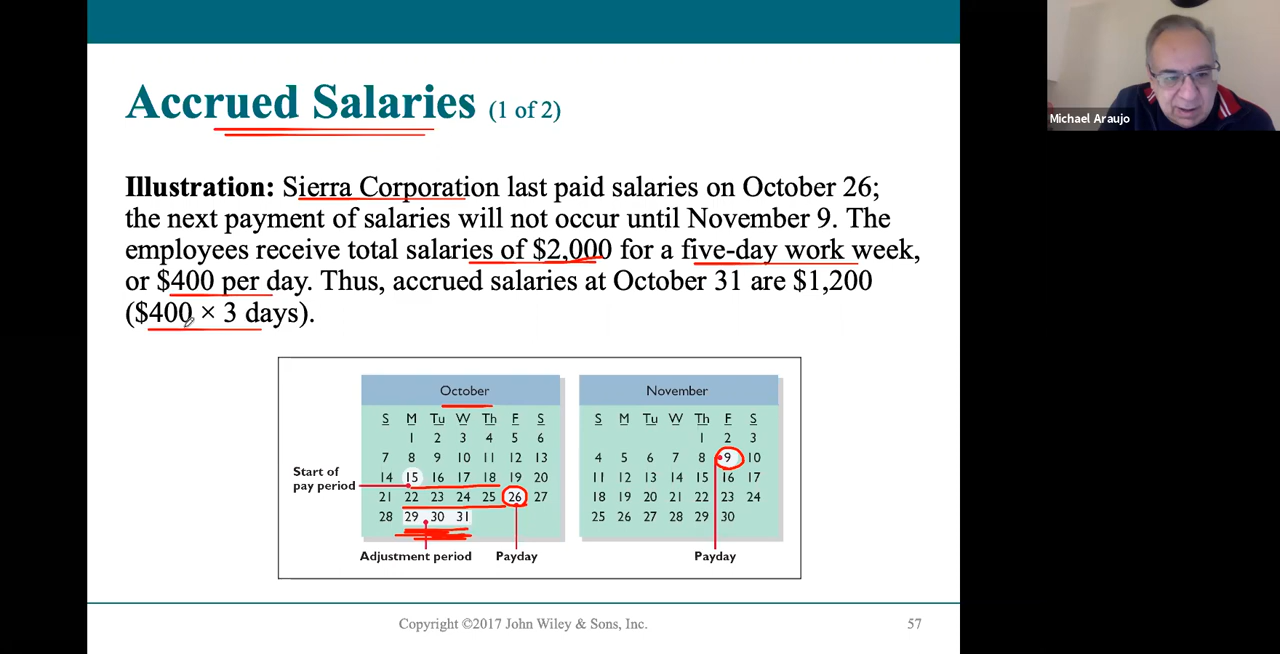 Accrued Salaries (1 of 2)
Illustration: Sierra Corporation last paid salaries on October 26;
the next payment of salaries will not occur until November 9. The
employees receive total salaries of $2,000 for a five-day work week,
or $400 per day. Thus, accrued salaries at October 31 are $1,200
($400 × 3 days).
October
S M Tu W Th F S
1 2 3 4 5 6
7 8 9 10 11 12 13
14 15 16 17 18 19 20
21 22 23 24 25 26 27
28 29 30 31
Start of
pay period
Adjustment period
Payday
November
S M Tu W Th F S
1 2 3
4 5 6 7 8 9 10
11 12 13 14 15 16 17
18 19 20 21 22 23 24
25 26 27 28 29 30
Payday
Copyright ©2017 John Wiley & Sons, Inc.
57
Michael Araujo